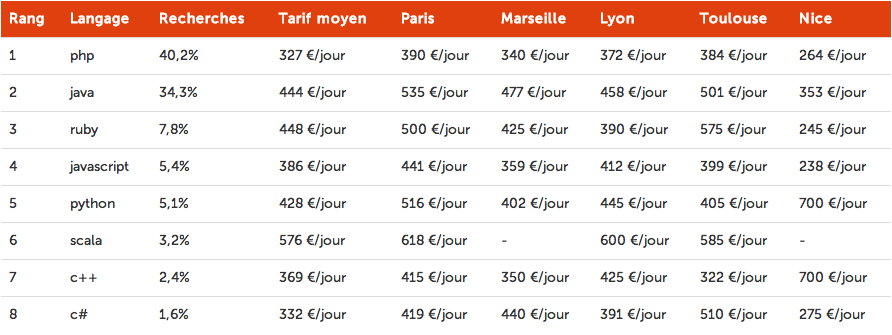 Rang Langage Recherches Tarif moyen Paris Marseille Lyon Toulouse Nice
1 php 40,2% 327 €/jour 390 €/jour 340 €/jour 372 €/jour 384 €/jour 264 €/jour
2 java 34,3% 444 €/jour 535 €/jour 477 €/jour 458 €/jour 501 €/jour 353 €/jour
3 ruby 7,8% 448 €/jour 500 €/jour 425 €/jour 390 €/jour 575 €/jour 245 €/jour
4 javascript 5,4% 386 €/jour 441 €/jour 359 €/jour 412 €/jour 399 €/jour 238 €/jour
5 python 5,1% 428 €/jour 516 €/jour 402 €/jour 445 €/jour 405 €/jour 700 €/jour
6 scala 3,2% 576 €/jour 618 €/jour - 600 €/jour 585 €/jour -
7 c++ 2,4% 369 €/jour 415 €/jour 350 €/jour 425 €/jour 322 €/jour 700 €/jour
8 c# 1,6% 332 €/jour 419 €/jour 440 €/jour 391 €/jour 510 €/jour 275 €/jour